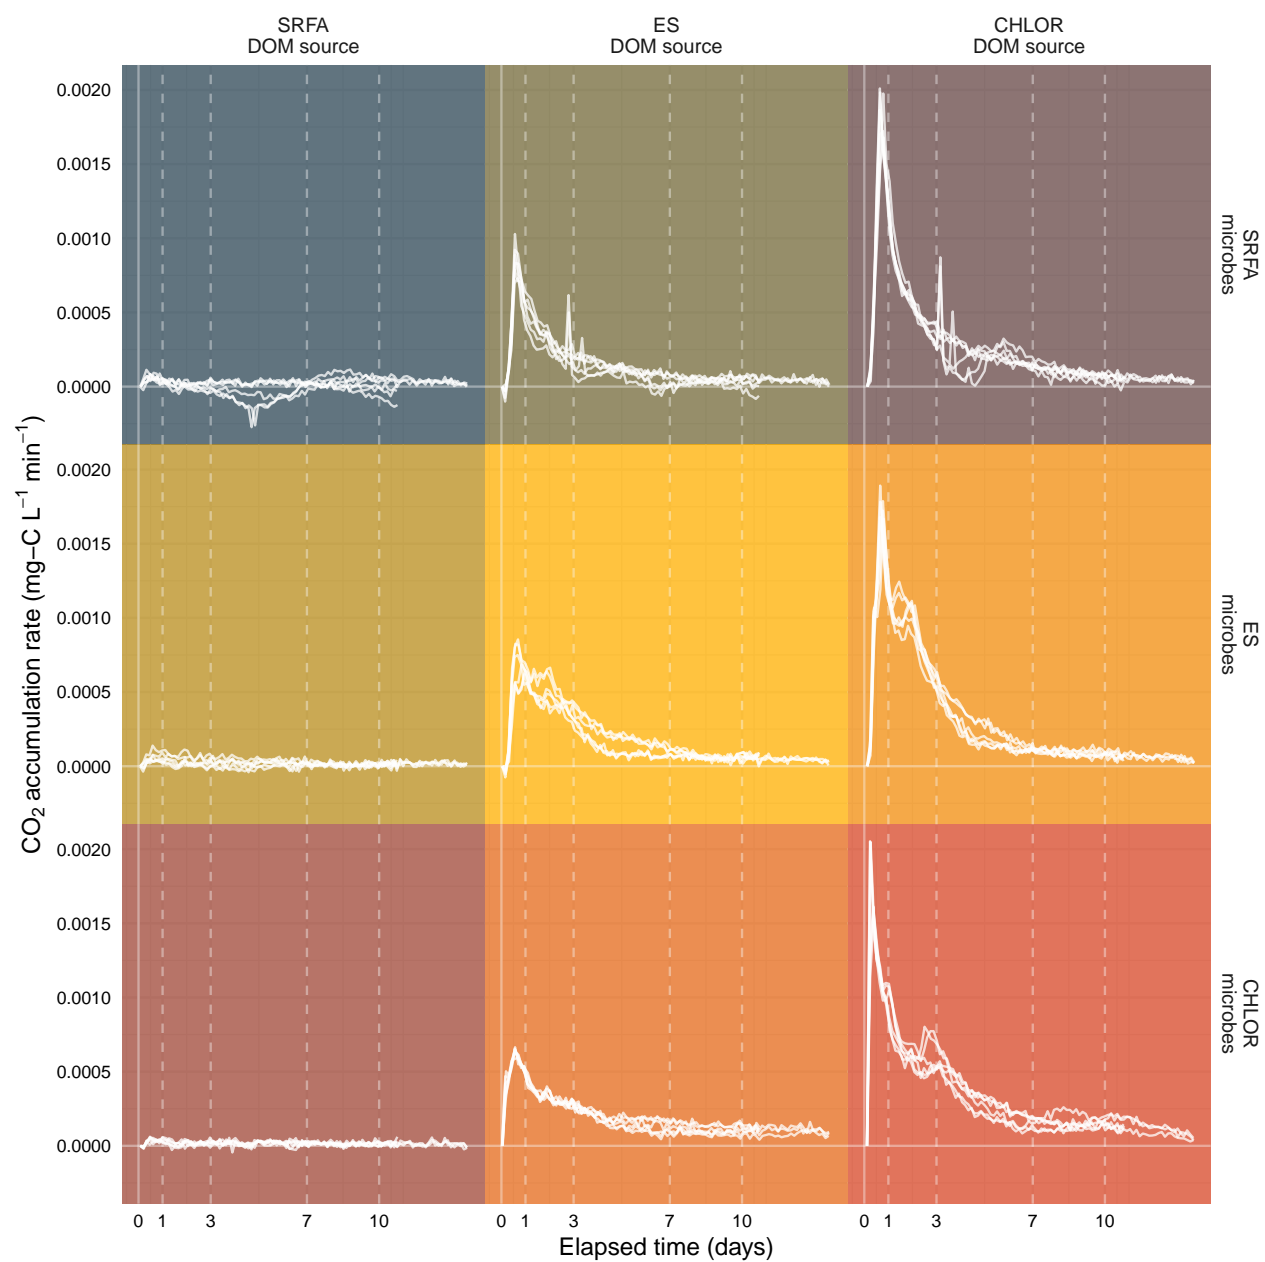 SRFA
DOM source
ES
DOM source
CHLOR
DOM source
0.0020
0.0015
0.0010
0.0005
0.0000
SRFA
microbes
0.0020
0.0015
0.0010
0.0005
0.0000
ES
microbes
0.0020
0.0015
0.0010
0.0005
0.0000
CHLOR
microbes
CO₂ accumulation rate (mg−C L⁻¹ min⁻¹)
0 1 3 7 10
0 1 3 7 10
0 1 3 7 10
Elapsed time (days)